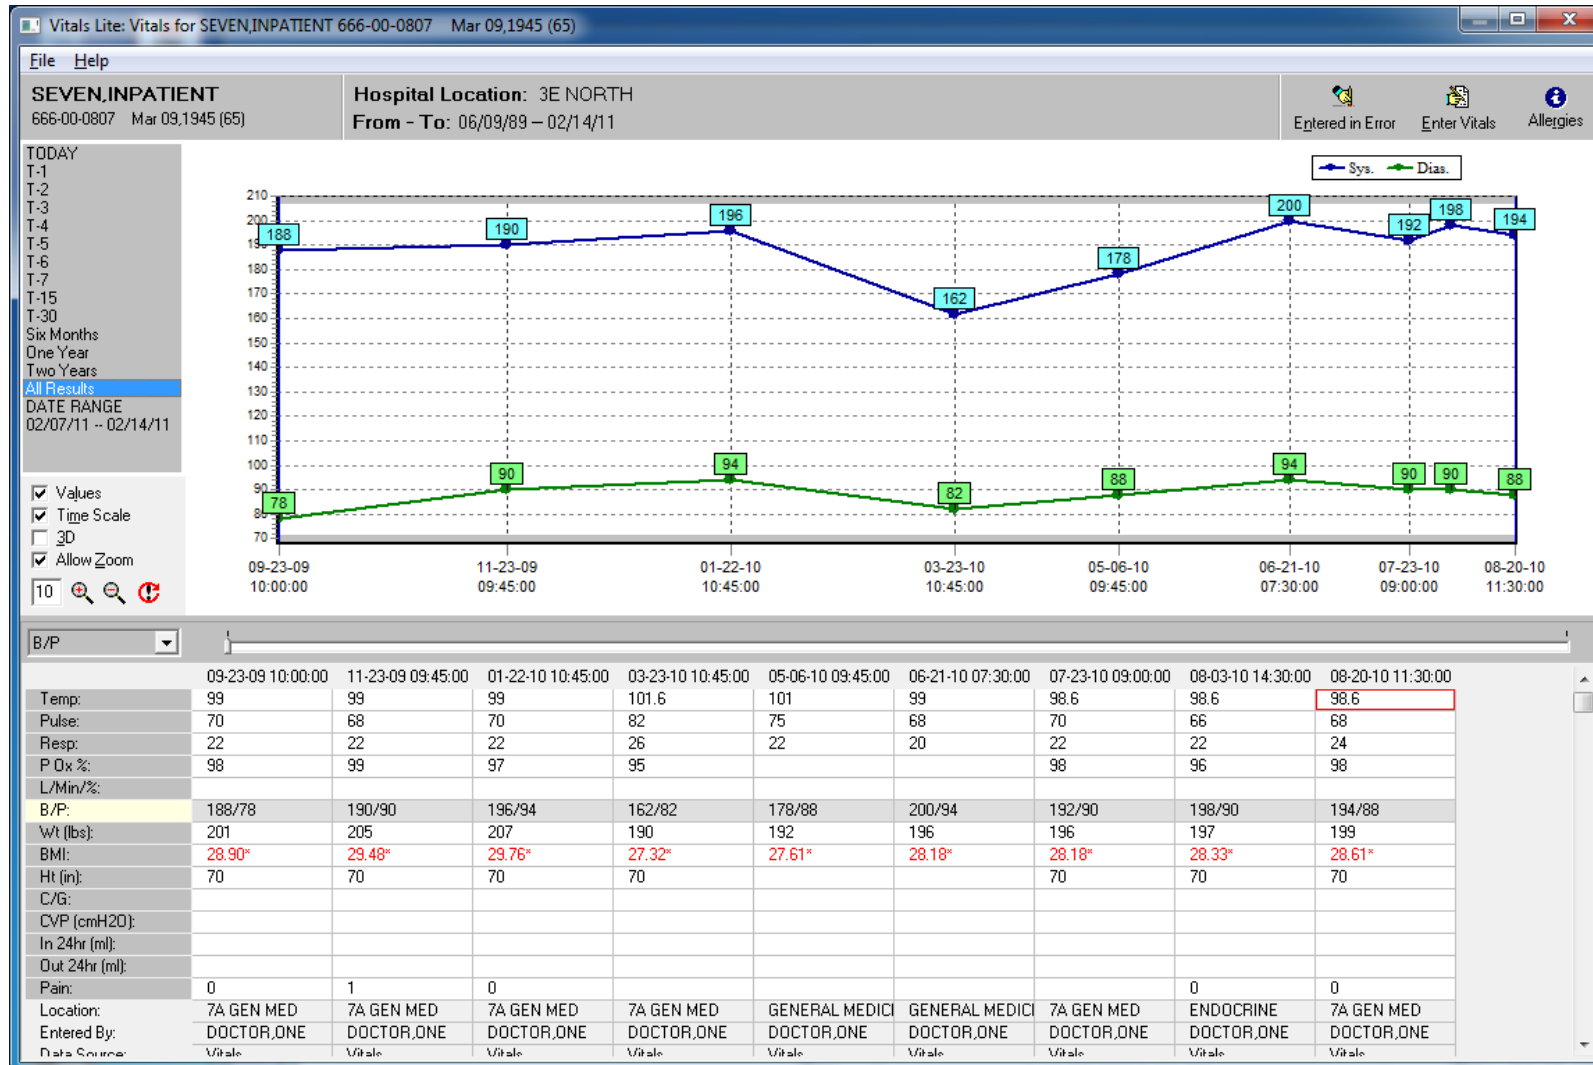 Vitals Lite: Vitals for SEVEN,INPATIENT 666-00-0807 Mar 09,1945 (65)
File Help
SEVEN,INPATIENT
666-00-0807 Mar 09,1945 (65)
Hospital Location: 3E NORTH
From - To: 06/09/89 – 02/14/11
Entered in Error Enter Vitals Allergies
TODAY
T-1
T-2
T-3
T-4
T-5
T-6
T-7
T-15
T-30
Six Months
One Year
Two Years
All Results
DATE RANGE
02/07/11 -- 02/14/11
Values
Time Scale
3D
Allow Zoom
10
Sys. Dias.
210
200
190
180
170
160
150
140
130
120
110
100
90
80
70
188 190 196 162 178 200 192 198 194
78 90 94 82 88 94 90 90 88
09-23-09 11-23-09 01-22-10 03-23-10 05-06-10 06-21-10 07-23-10 08-20-10
10:00:00 09:45:00 10:45:00 10:45:00 09:45:00 07:30:00 09:00:00 11:30:00
B/P
09-23-09 10:00:00 11-23-09 09:45:00 01-22-10 10:45:00 03-23-10 10:45:00 05-06-10 09:45:00 06-21-10 07:30:00 07-23-10 09:00:00 08-03-10 14:30:00 08-20-10 11:30:00
Temp: 99 99 99 101.6 101 99 98.6 98.6 98.6
Pulse: 70 68 70 82 75 68 70 66 68
Resp: 22 22 22 26 22 20 22 22 24
P Ox %: 98 99 97 95 98 96 98
L/Min/%:
B/P: 188/78 190/90 196/94 162/82 178/88 200/94 192/90 198/90 194/88
Wt (lbs): 201 205 207 190 192 196 196 197 199
BMI: 28.90* 29.48* 29.76* 27.32* 27.61* 28.18* 28.18* 28.33* 28.61*
Ht (in): 70 70 70 70 70 70 70
C/G:
CVP (cmH2O):
In 24hr (ml):
Out 24hr (ml):
Pain: 0 1 0 0 0
Location: 7A GEN MED 7A GEN MED 7A GEN MED 7A GEN MED GENERAL MEDICI GENERAL MEDICI 7A GEN MED ENDOCRINE 7A GEN MED
Entered By: DOCTOR,ONE DOCTOR,ONE DOCTOR,ONE DOCTOR,ONE DOCTOR,ONE DOCTOR,ONE DOCTOR,ONE DOCTOR,ONE DOCTOR,ONE
Data Source: Vitals Vitals Vitals Vitals Vitals Vitals Vitals Vitals Vitals